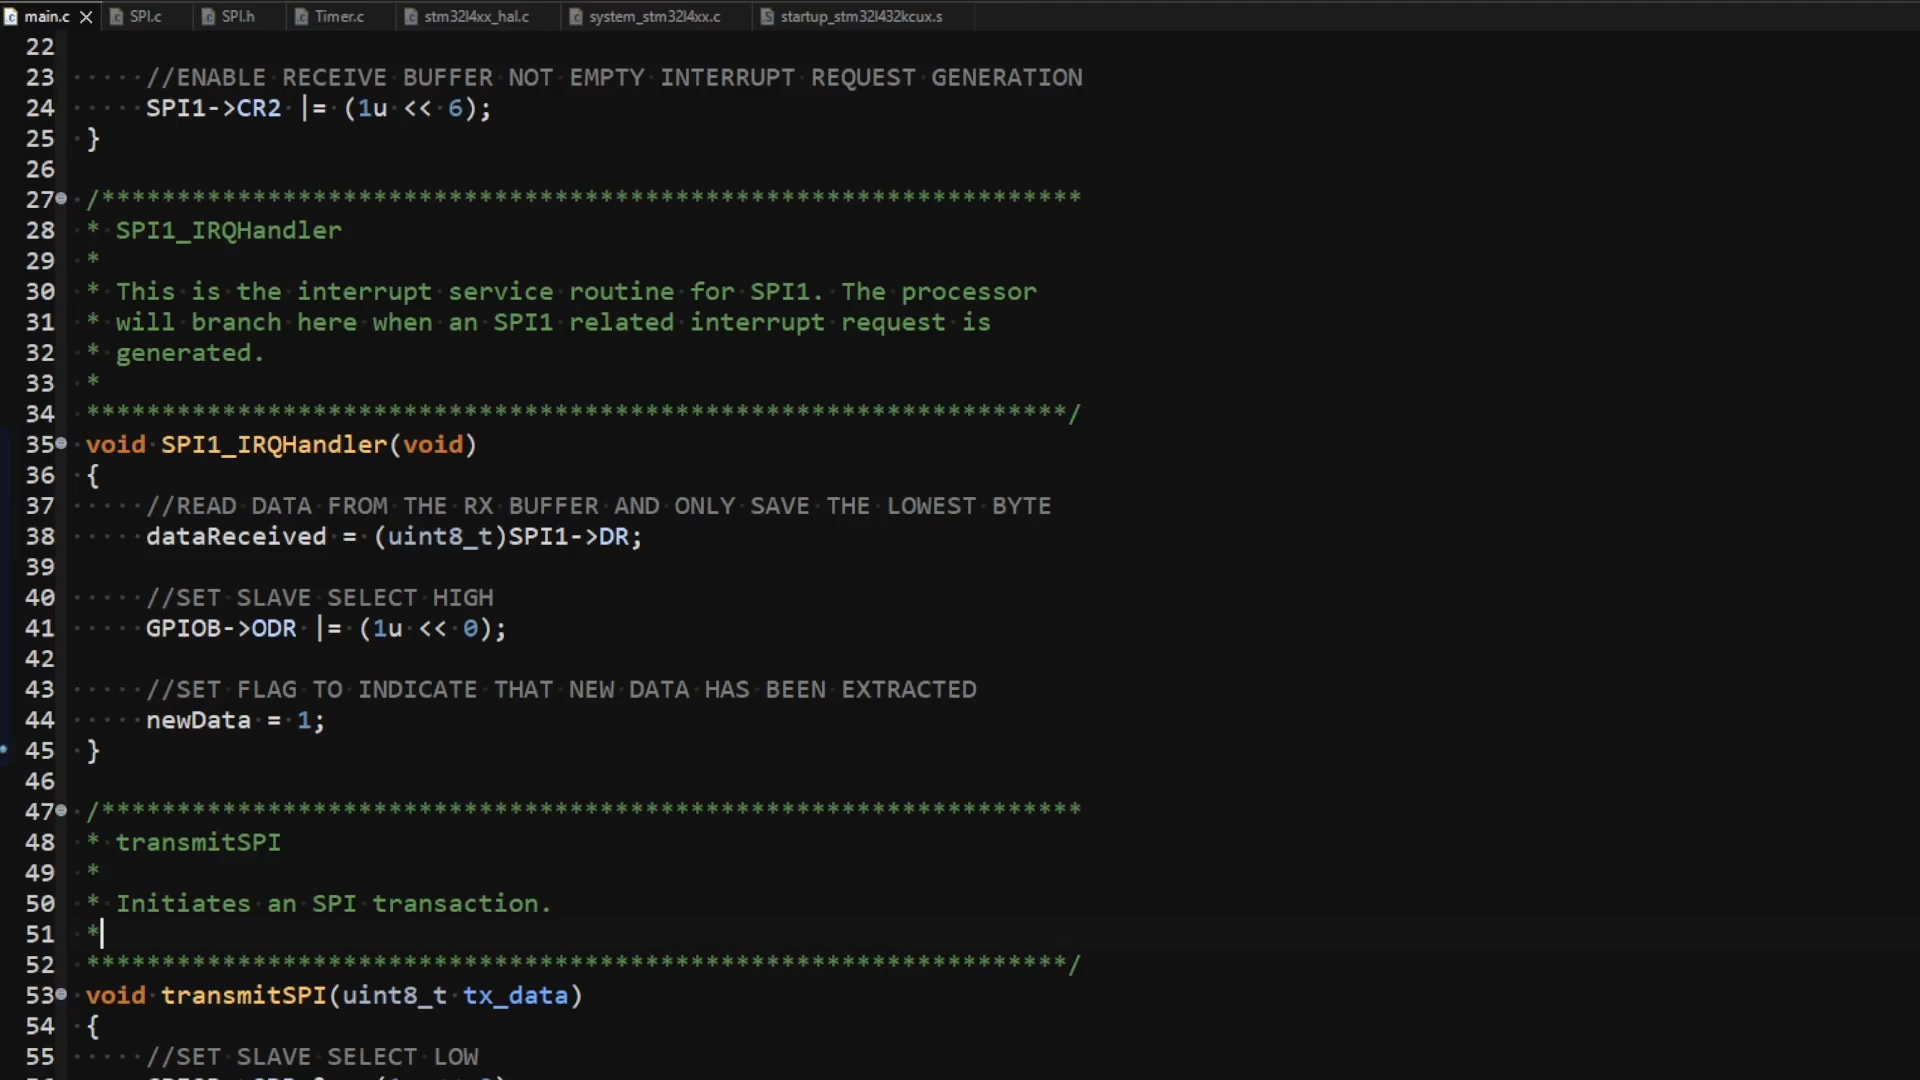 main.c SPI.c SPI.h Timer.c stm32l4xx_hal.c system_stm32l4xx.c startup_stm32l432kcux.s
22
23 //ENABLE RECEIVE BUFFER NOT EMPTY INTERRUPT REQUEST GENERATION
24 SPI1->CR2 |= (1u << 6);
25 }
26
27 /*****************************************************************
28 * SPI1_IRQHandler
29 *
30 * This is the interrupt service routine for SPI1. The processor
31 * will branch here when an SPI1 related interrupt request is
32 * generated.
33 *
34 *****************************************************************/
35 void SPI1_IRQHandler(void)
36 {
37 //READ DATA FROM THE RX BUFFER AND ONLY SAVE THE LOWEST BYTE
38 dataReceived = (uint8_t)SPI1->DR;
39
40 //SET SLAVE SELECT HIGH
41 GPIOB->ODR |= (1u << 0);
42
43 //SET FLAG TO INDICATE THAT NEW DATA HAS BEEN EXTRACTED
44 newData = 1;
45 }
46
47 /*****************************************************************
48 * transmitSPI
49 *
50 * Initiates an SPI transaction.
51 *
52 *****************************************************************/
53 void transmitSPI(uint8_t tx_data)
54 {
55 //SET SLAVE SELECT LOW